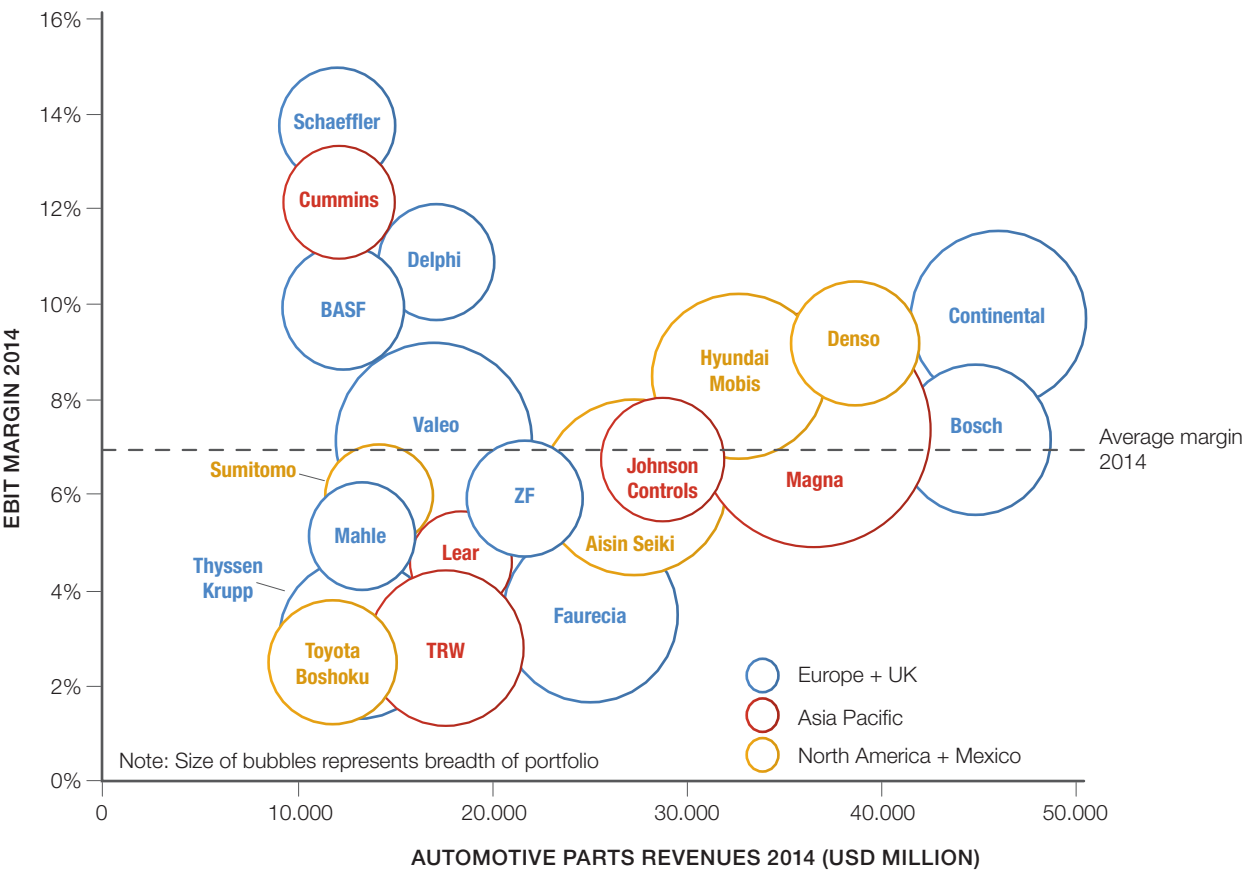 16%
14%
12%
10%
8%
6%
4%
2%
0%
EBIT MARGIN 2014
Schaeffler
Cummins
Delphi
BASF
Continental
Denso
Hyundai
Mobis
Valeo
Bosch
Average margin
2014
Sumitomo
Johnson
Controls
Magna
ZF
Mahle
Aisin Seiki
Lear
Thyssen
Krupp
Faurecia
Toyota
Boshoku
TRW
Europe + UK
Asia Pacific
North America + Mexico
Note: Size of bubbles represents breadth of portfolio
0
10.000
20.000
30.000
40.000
50.000
AUTOMOTIVE PARTS REVENUES 2014 (USD MILLION)